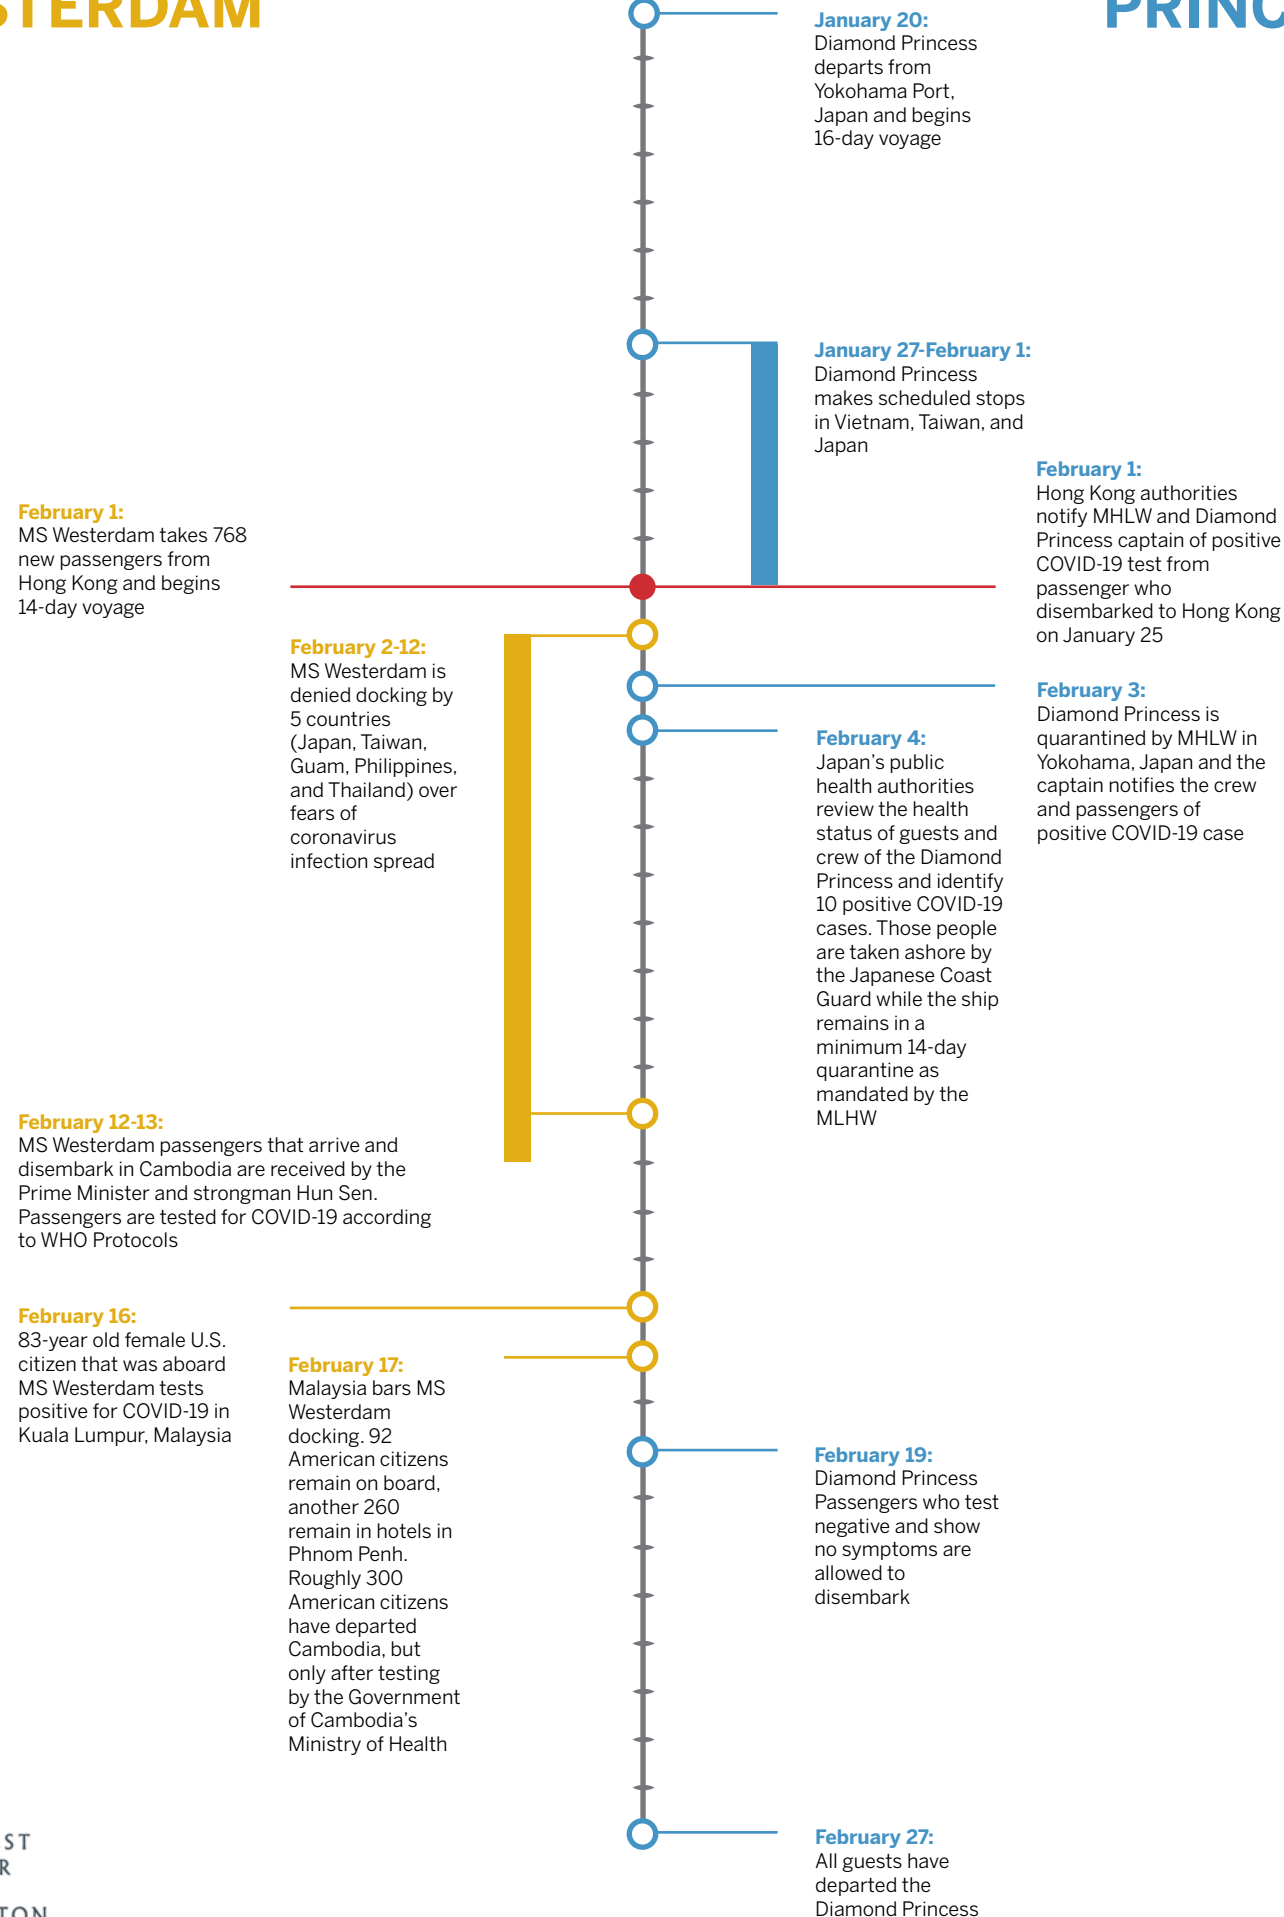 STERDAM
PRINC
January 20:
Diamond Princess
departs from
Yokohama Port,
Japan and begins
16-day voyage
January 27-February 1:
Diamond Princess
makes scheduled stops
in Vietnam, Taiwan, and
Japan
February 1:
Hong Kong authorities
notify MHLW and Diamond
Princess captain of positive
COVID-19 test from
passenger who
disembarked to Hong Kong
on January 25
February 1:
MS Westerdam takes 768
new passengers from
Hong Kong and begins
14-day voyage
February 2-12:
MS Westerdam is
denied docking by
5 countries
(Japan, Taiwan,
Guam, Philippines,
and Thailand) over
fears of
coronavirus
infection spread
February 3:
Diamond Princess is
quarantined by MHLW in
Yokohama, Japan and the
captain notifies the crew
and passengers of
positive COVID-19 case
February 4:
Japan's public
health authorities
review the health
status of guests and
crew of the Diamond
Princess and identify
10 positive COVID-19
cases. Those people
are taken ashore by
the Japanese Coast
Guard while the ship
remains in a
minimum 14-day
quarantine as
mandated by the
MLHW
February 12-13:
MS Westerdam passengers that arrive and
disembark in Cambodia are received by the
Prime Minister and strongman Hun Sen.
Passengers are tested for COVID-19 according
to WHO Protocols
February 16:
83-year old female U.S.
citizen that was aboard
MS Westerdam tests
positive for COVID-19 in
Kuala Lumpur, Malaysia
February 17:
Malaysia bars MS
Westerdam
docking. 92
American citizens
remain on board,
another 260
remain in hotels in
Phnom Penh.
Roughly 300
American citizens
have departed
Cambodia, but
only after testing
by the Government
of Cambodia's
Ministry of Health
February 19:
Diamond Princess
Passengers who test
negative and show
no symptoms are
allowed to
disembark
February 27:
All guests have
departed the
Diamond Princess
ST
R
TON